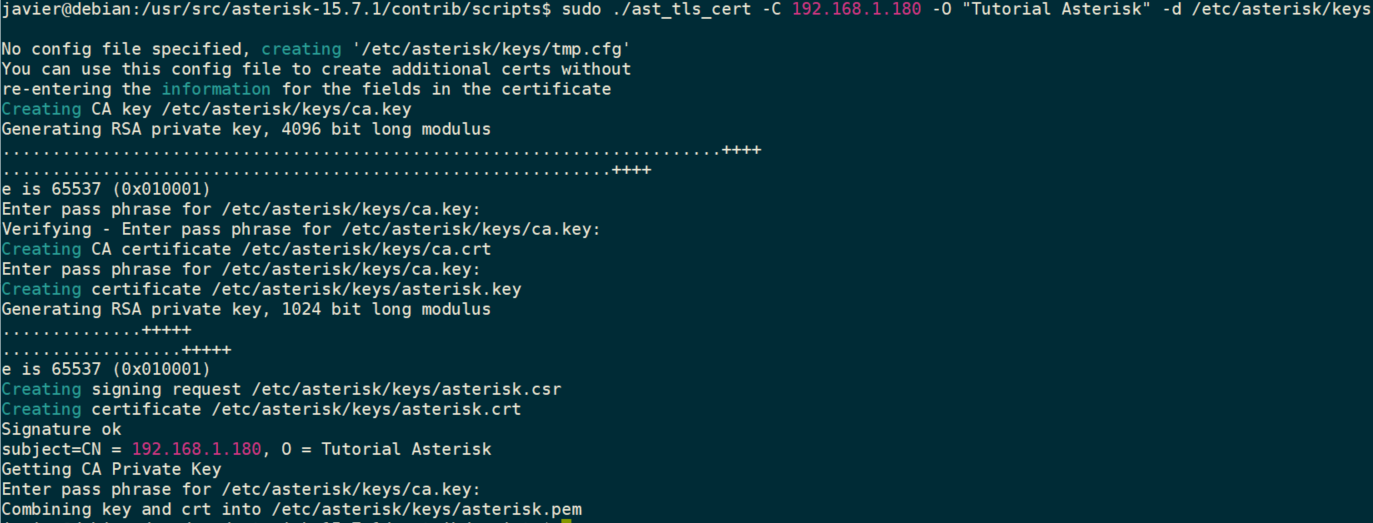 javier@debian:/usr/src/asterisk-15.7.1/contrib/scripts$ sudo ./ast_tls_cert -C 192.168.1.180 -O "Tutorial Asterisk" -d /etc/asterisk/keys
No config file specified, creating '/etc/asterisk/keys/tmp.cfg'
You can use this config file to create additional certs without
re-entering the information for the fields in the certificate
Creating CA key /etc/asterisk/keys/ca.key
Generating RSA private key, 4096 bit long modulus
........................................................................++++
.............................................................++++
e is 65537 (0x010001)
Enter pass phrase for /etc/asterisk/keys/ca.key:
Verifying - Enter pass phrase for /etc/asterisk/keys/ca.key:
Creating CA certificate /etc/asterisk/keys/ca.crt
Enter pass phrase for /etc/asterisk/keys/ca.key:
Creating certificate /etc/asterisk/keys/asterisk.key
Generating RSA private key, 1024 bit long modulus
..............+++++
..................+++++
e is 65537 (0x010001)
Creating signing request /etc/asterisk/keys/asterisk.csr
Creating certificate /etc/asterisk/keys/asterisk.crt
Signature ok
subject=CN = 192.168.1.180, O = Tutorial Asterisk
Getting CA Private Key
Enter pass phrase for /etc/asterisk/keys/ca.key:
Combining key and crt into /etc/asterisk/keys/asterisk.pem